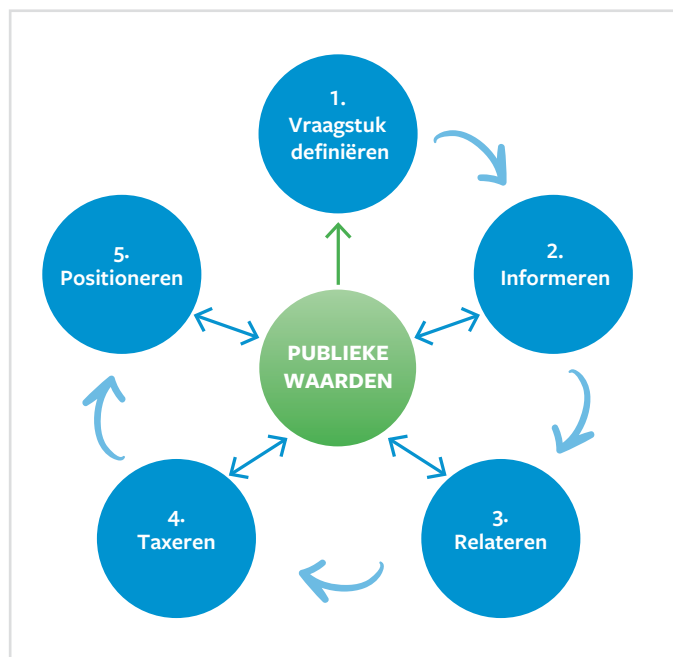 1.
Vraagstuk
definiëren
2.
Informeren
3.
Relateren
4.
Taxeren
5.
Positioneren
PUBLIEKE
WAARDEN